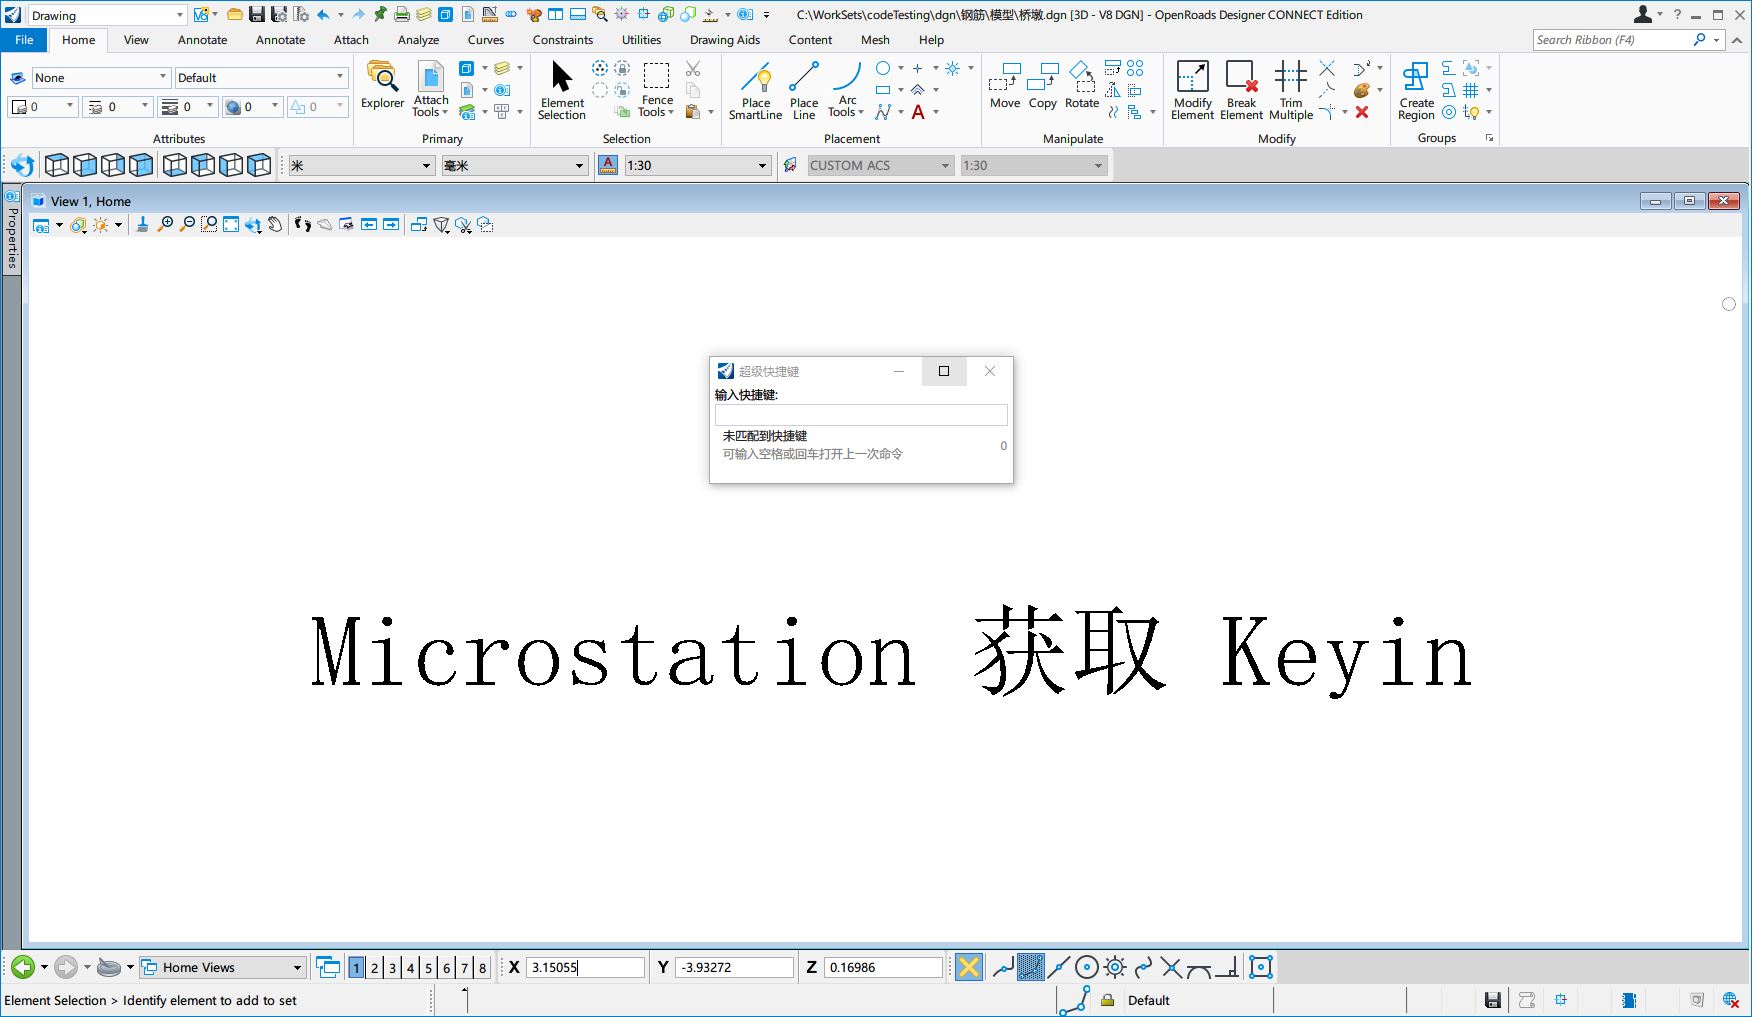 Drawing
C:\WorkSets\codeTesting\dgn\钢筋\模型\桥墩.dgn [3D - V8 DGN] - OpenRoads Designer CONNECT Edition
File Home View Annotate Annotate Attach Analyze Curves Constraints Utilities Drawing Aids Content Mesh Help Search Ribbon (F4)
None Default
0 0 0 0 0
Attributes
Explorer Attach Tools
Primary
Element Selection Fence Tools
Selection
Place SmartLine Place Line Arc Tools
Placement
Move Copy Rotate
Manipulate
Modify Element Break Element Trim Multiple
Modify
Create Region
Groups
米 毫米 1:30 CUSTOM ACS 1:30
Properties
View 1, Home
超级快捷键
输入快捷键:
未匹配到快捷键
可输入空格或回车打开上一次命令
0
Microstation 获取 Keyin
Home Views 1 2 3 4 5 6 7 8 X 3.15055 Y -3.93272 Z 0.16986
Element Selection > Identify element to add to set Default